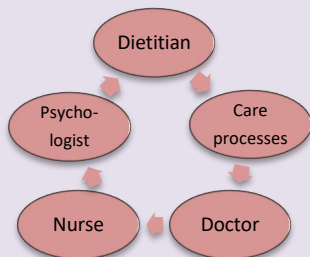 Dietitian
Care
processes
Doctor
Nurse
Psycho-
logist